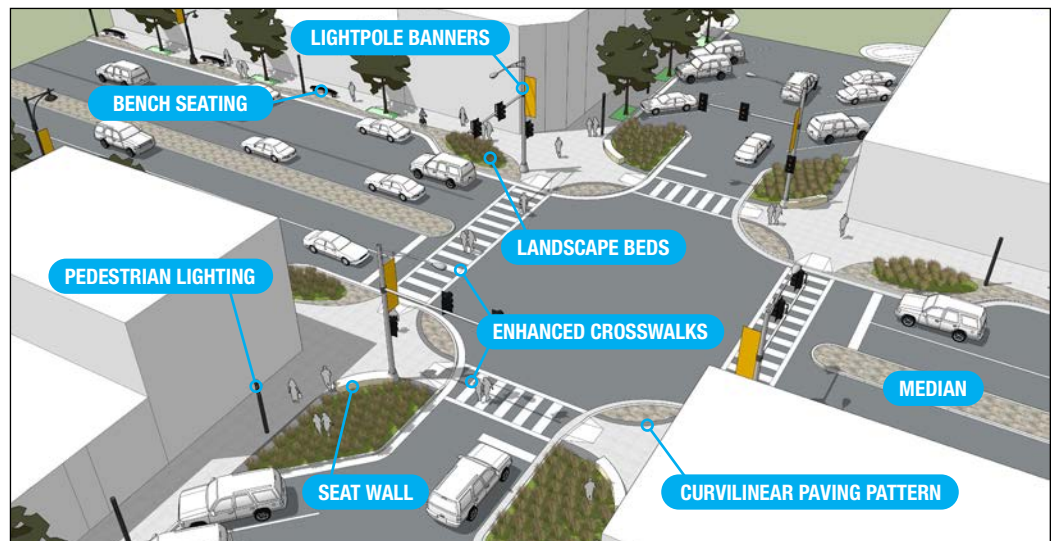 LIGHTPOLE BANNERS
BENCH SEATING
LANDSCAPE BEDS
PEDESTRIAN LIGHTING
ENHANCED CROSSWALKS
MEDIAN
SEAT WALL
CURVILINEAR PAVING PATTERN